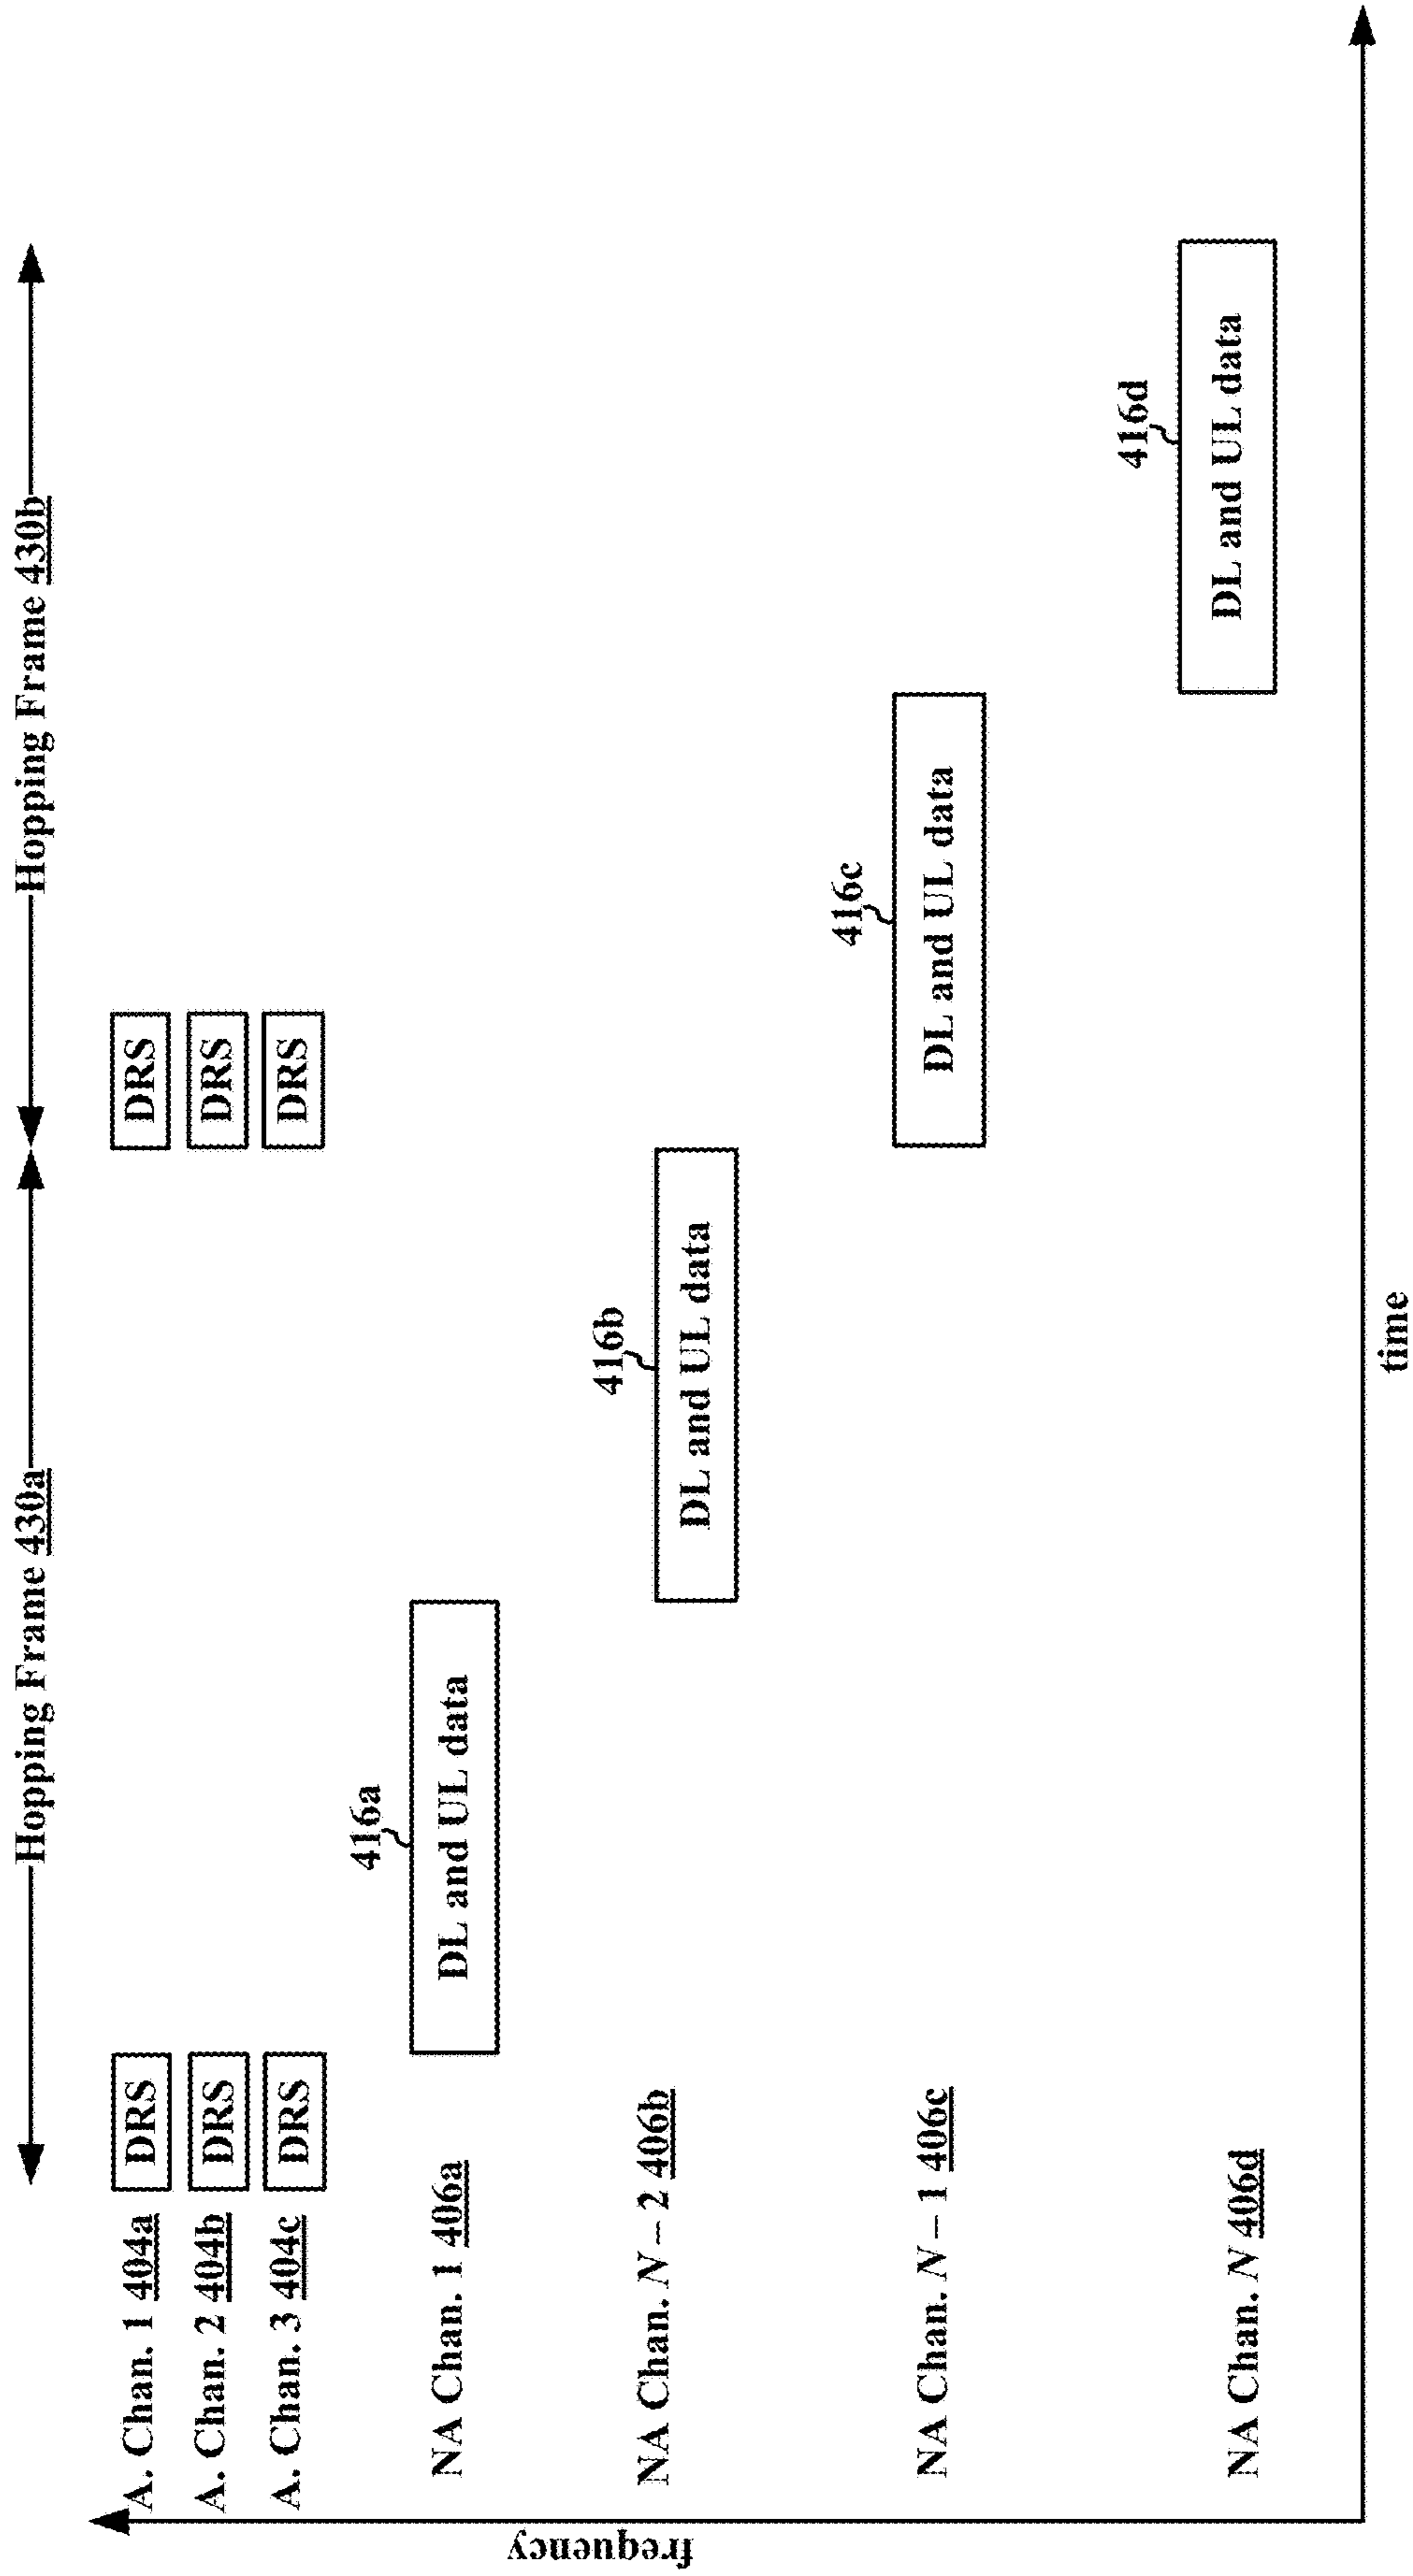 Hopping Frame 430a
Hopping Frame 430b
A. Chan. 1 404a
DRS
DRS
A. Chan. 2 404b
DRS
DRS
A. Chan. 3 404c
DRS
DRS
416a
NA Chan. 1 406a
DL and UL data
416b
NA Chan. N – 2 406b
DL and UL data
416c
NA Chan. N – 1 406c
DL and UL data
416d
NA Chan. N 406d
DL and UL data
frequency
time